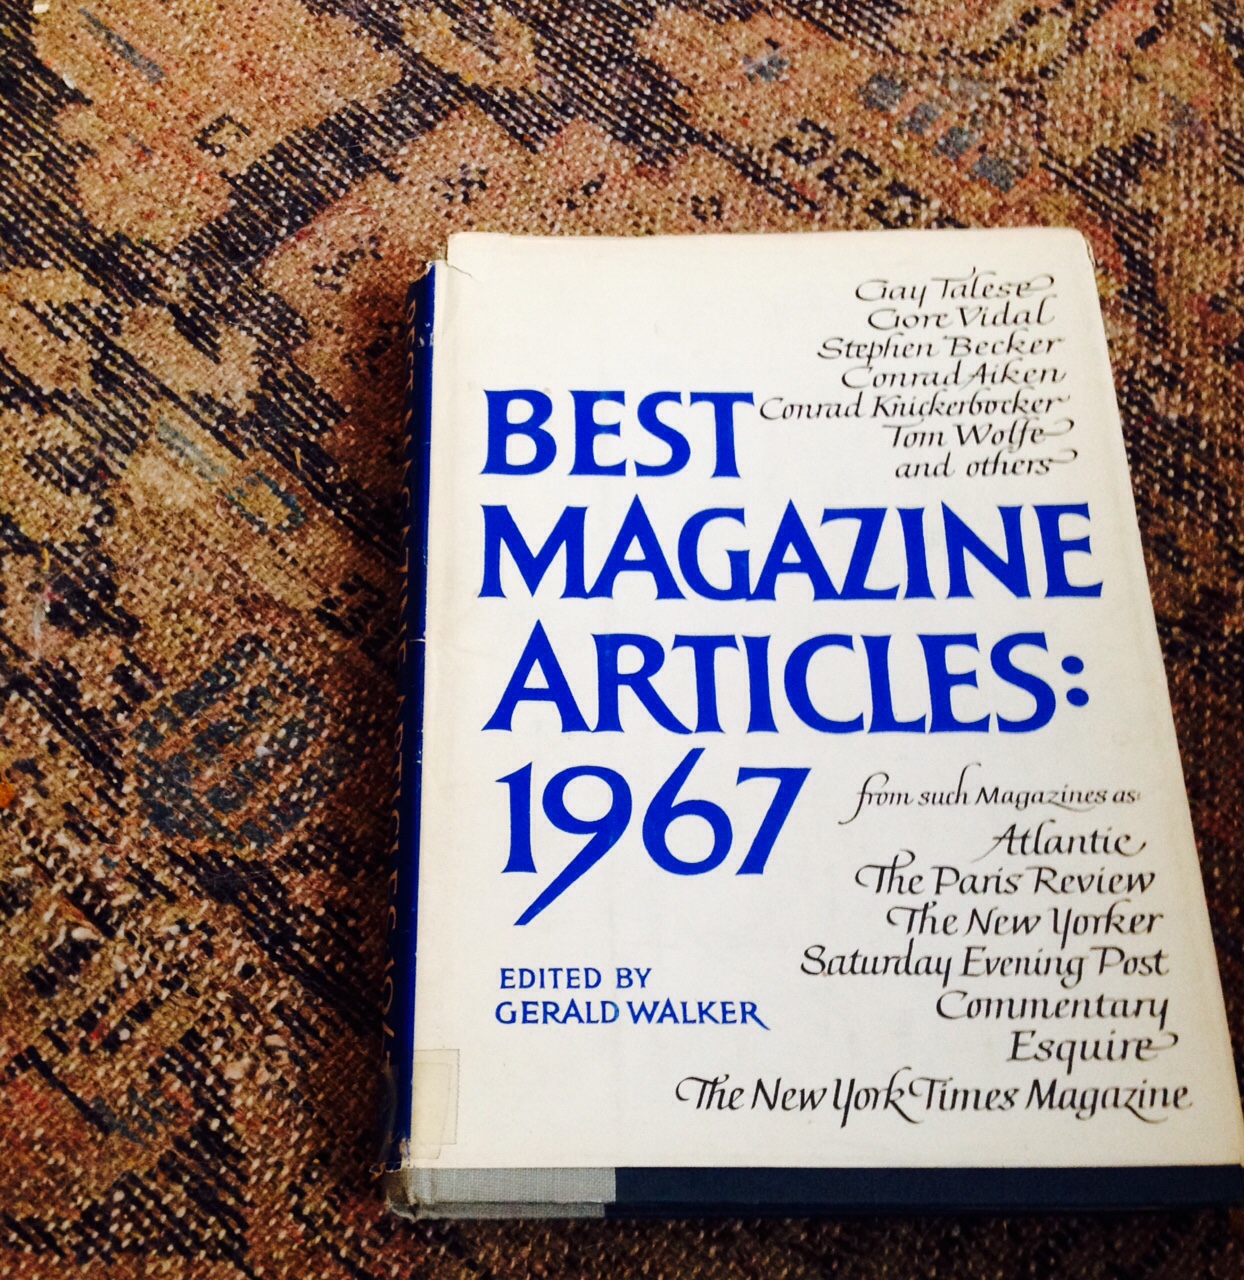 Gay Talese
Gore Vidal
Stephen Becker
Conrad Aiken
Conrad Knickerbocker
Tom Wolfe
and others
BEST
MAGAZINE
ARTICLES:
1967
from such Magazines as:
Atlantic
The Paris Review
The New Yorker
Saturday Evening Post
Commentary
Esquire
The New York Times Magazine
EDITED BY
GERALD WALKER